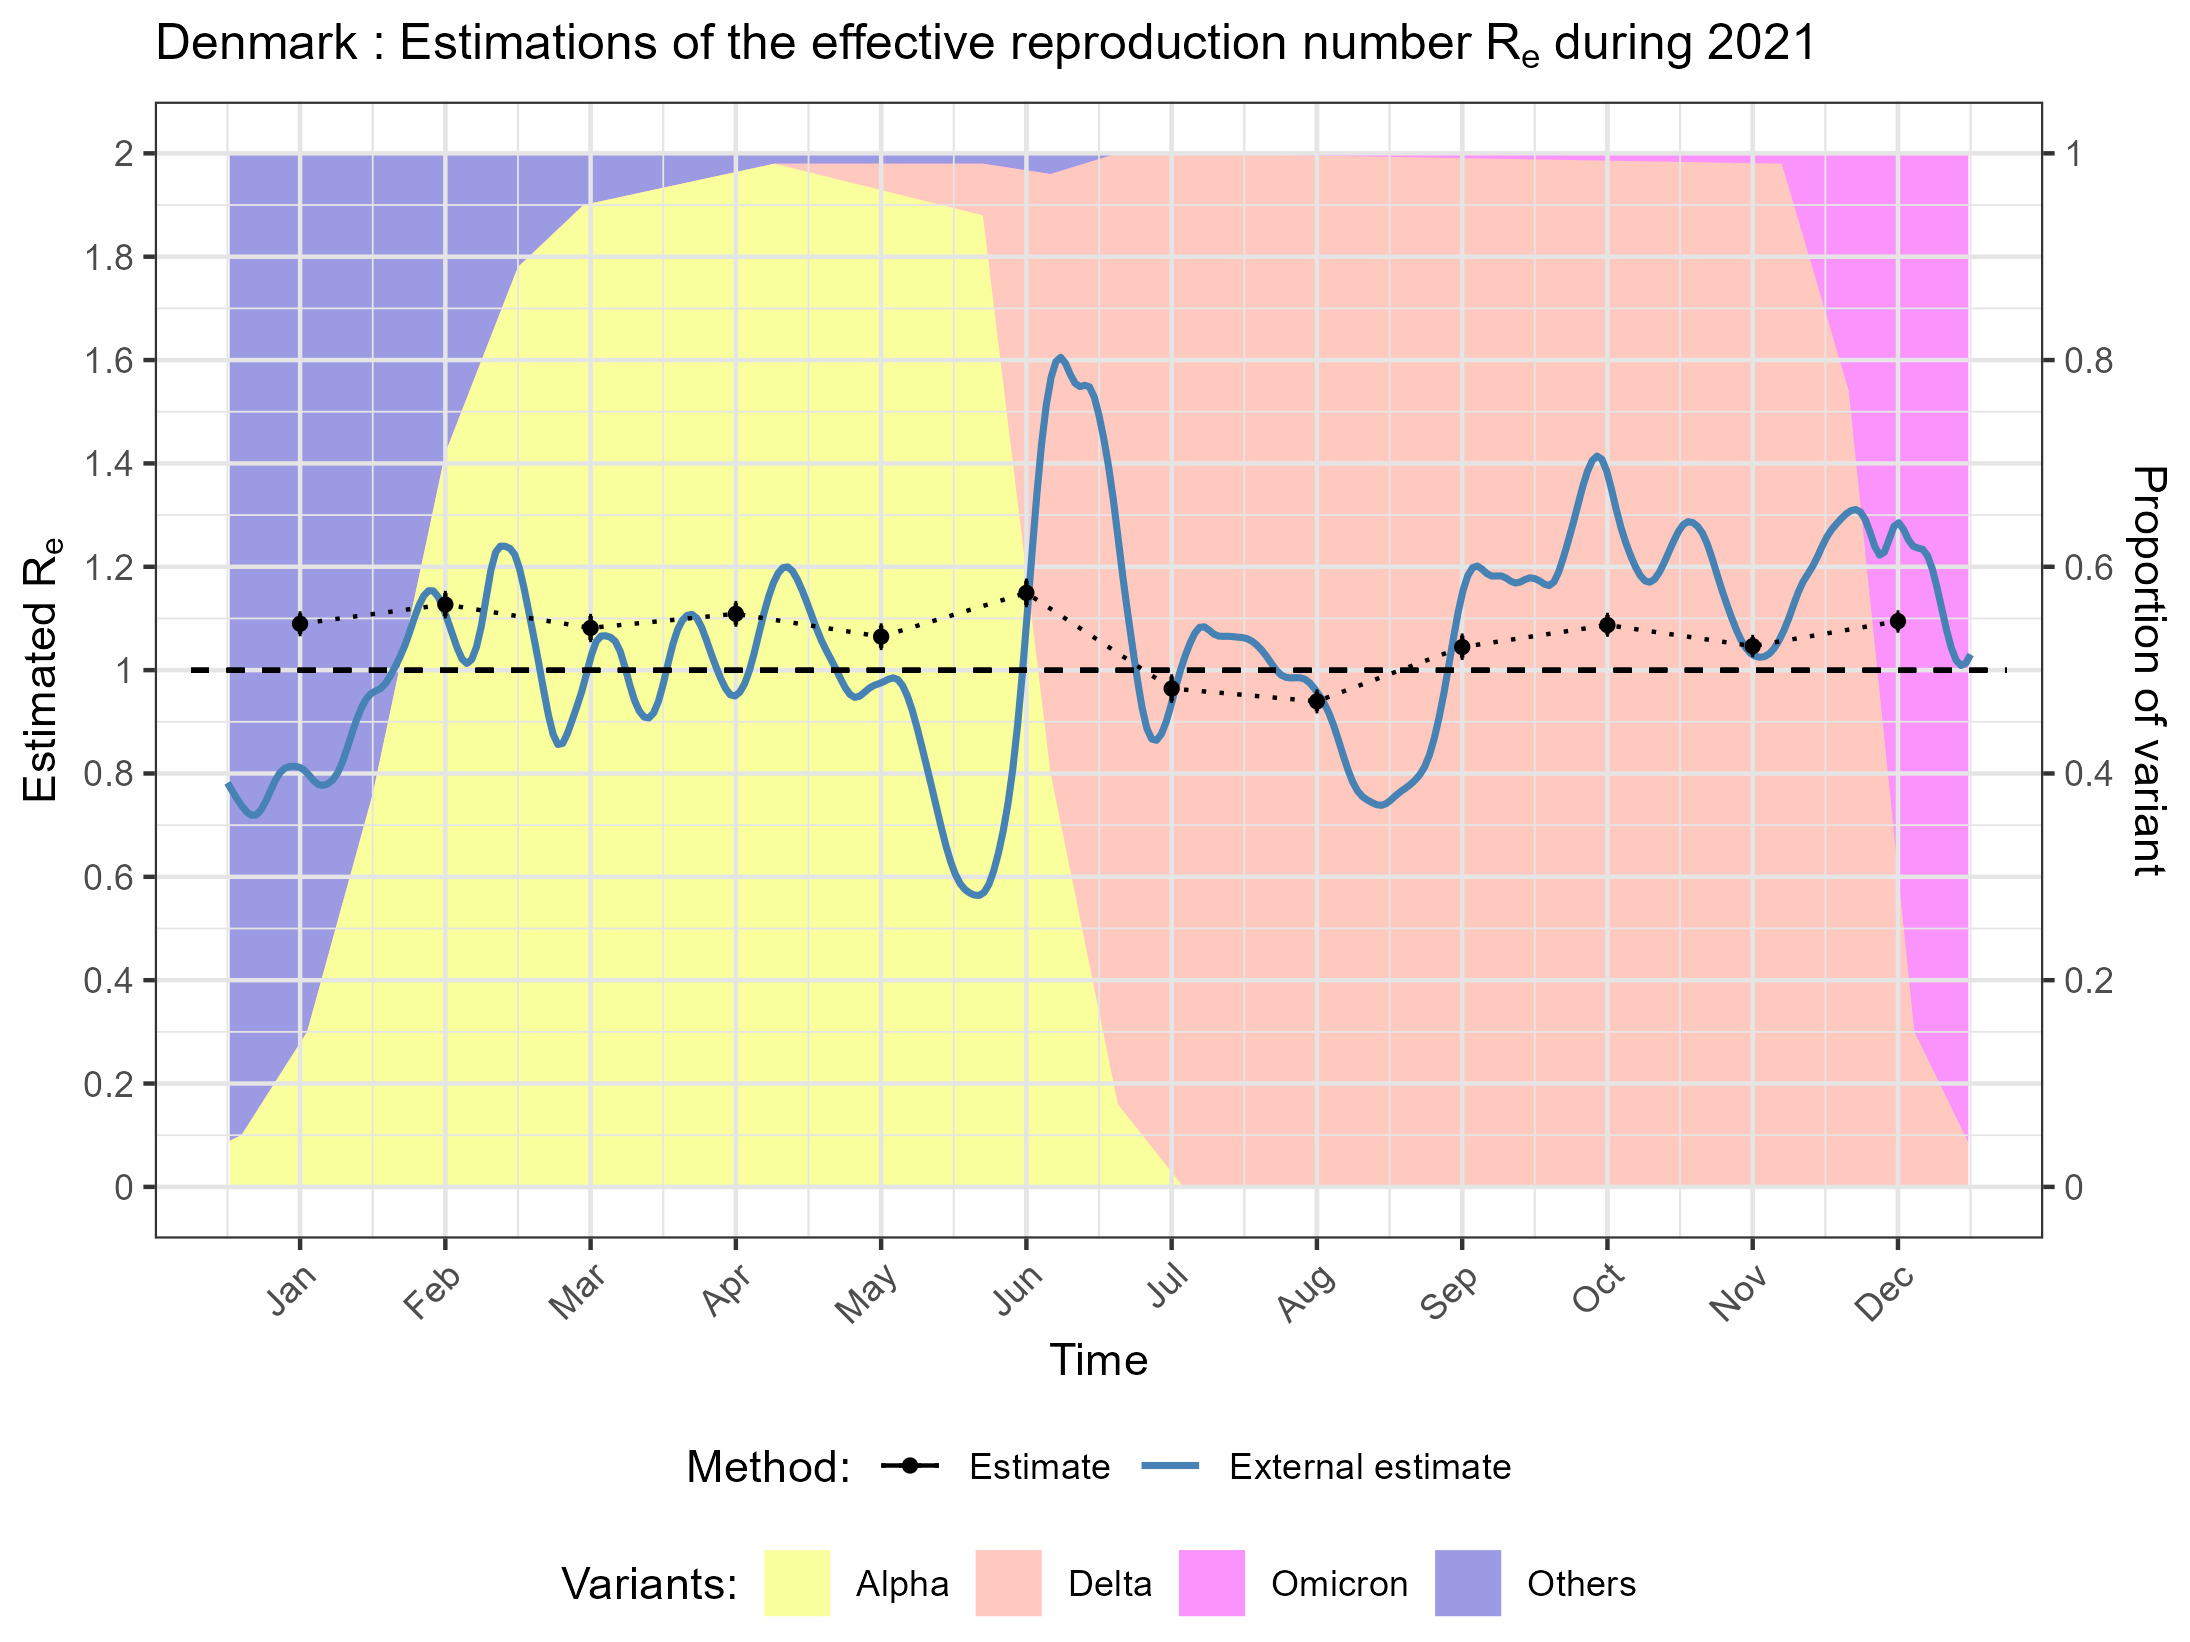 Denmark : Estimations of the effective reproduction number Re during 2021
Estimated Re
2
1.8
1.6
1.4
1.2
1
0.8
0.6
0.4
0.2
0
1
0.8
0.6
0.4
0.2
0
Proportion of variant
Jan Feb Mar Apr May Jun Jul Aug Sep Oct Nov Dec
Time
Method: Estimate External estimate
Variants: Alpha Delta Omicron Others